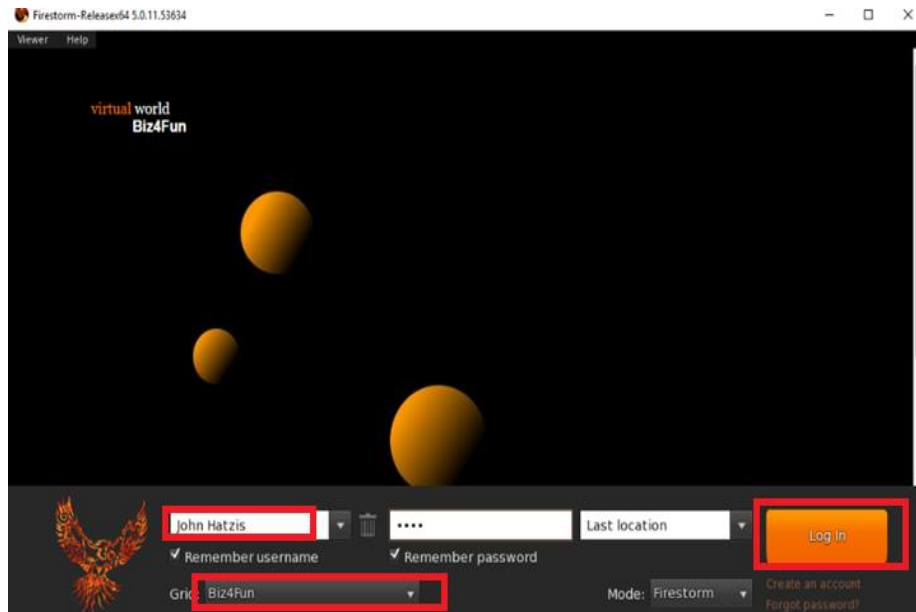 Firestorm-Releasex64 5.0.11.53634
Viewer Help
virtual world
Biz4Fun
John Hatzis •••• Last location Log In
Remember username Remember password
Grid: Biz4Fun Mode: Firestorm Create an account
Forgot password?